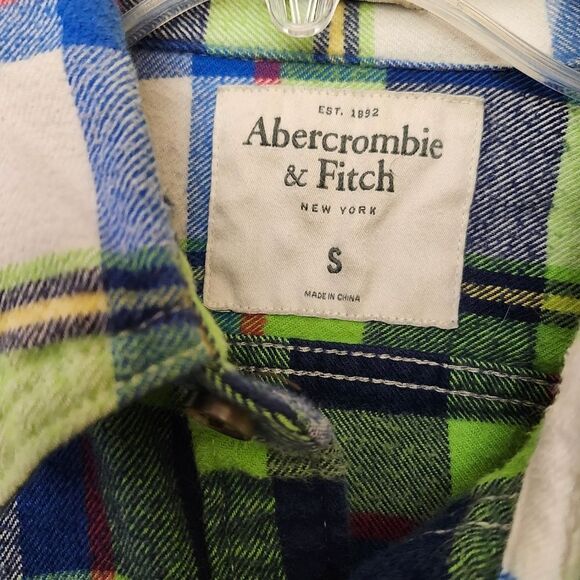 EST. 1892
Abercrombie
& Fitch
NEW YORK
S
MADE IN CHINA